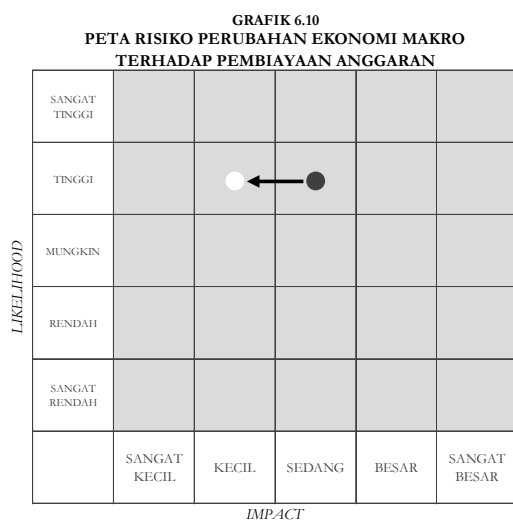 GRAFIK 6.10
PETA RISIKO PERUBAHAN EKONOMI MAKRO
TERHADAP PEMBIAYAAN ANGGARAN
LIKELIHOOD
SANGAT
TINGGI
TINGGI
MUNGKIN
RENDAH
SANGAT
RENDAH
SANGAT
KECIL
KECIL
SEDANG
BESAR
SANGAT
BESAR
IMPACT